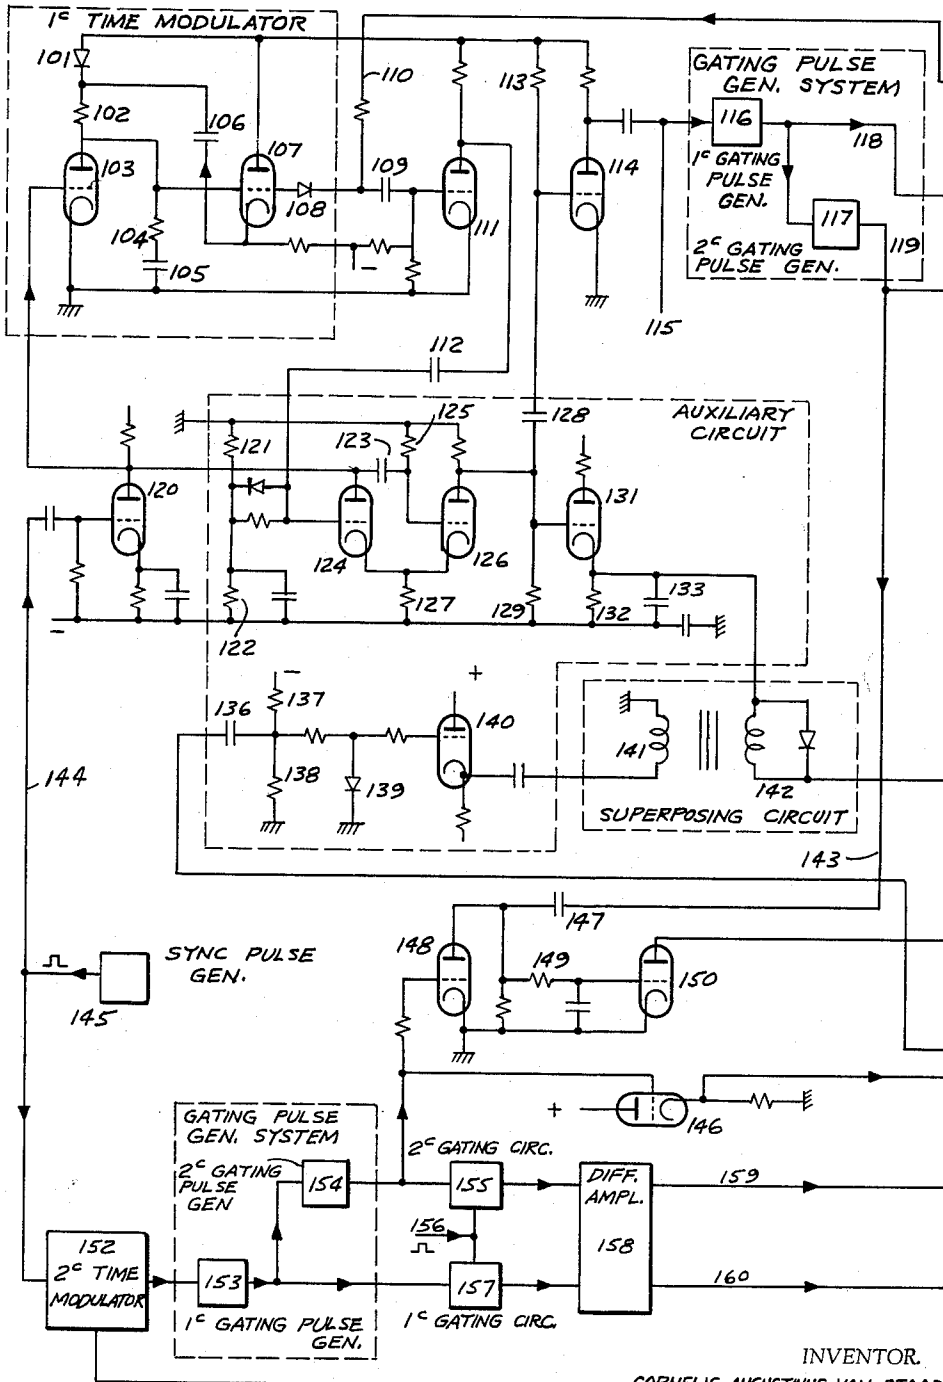 1ᶜ TIME MODULATOR
101
102
103
104
105
106
107
108
109
110
111
112
113
114
115
GATING PULSE
GEN. SYSTEM
116
118
1ᶜ GATING
PULSE
GEN.
117
119
2ᶜ GATING
PULSE GEN.
AUXILIARY
CIRCUIT
120
121
122
123
124
125
126
127
128
129
131
132
133
–
–
–
+
136
137
138
139
140
141
142
SUPERPOSING CIRCUIT
143
144
SYNC PULSE
GEN.
145
147
148
149
150
+
146
GATING PULSE
GEN. SYSTEM
2ᶜ GATING
PULSE
GEN
154
2ᶜ GATING CIRC.
155
156
DIFF.
AMPL.
158
159
160
152
2ᶜ TIME
MODULATOR
153
1ᶜ GATING PULSE
GEN.
157
1ᶜ GATING CIRC.
INVENTOR.